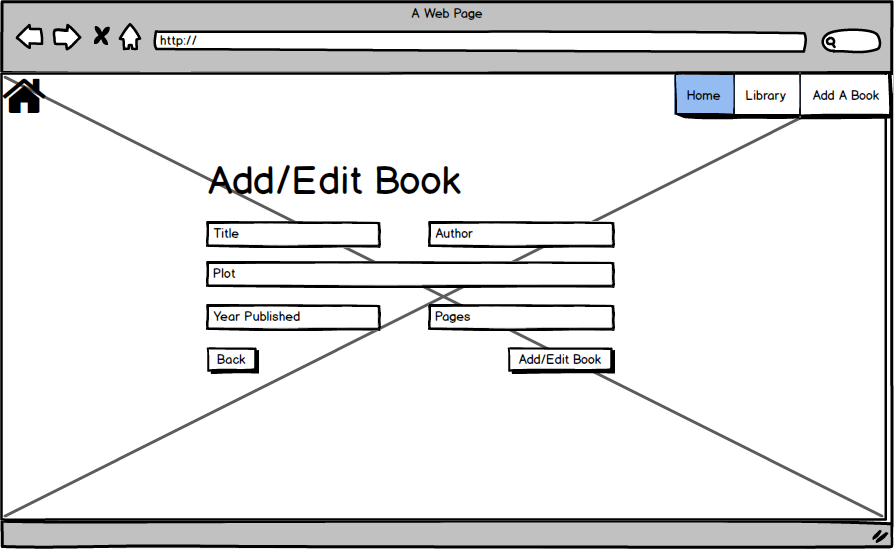 A Web Page
http://
Home Library Add A Book
Add/Edit Book
Title Author
Plot
Year Published Pages
Back Add/Edit Book